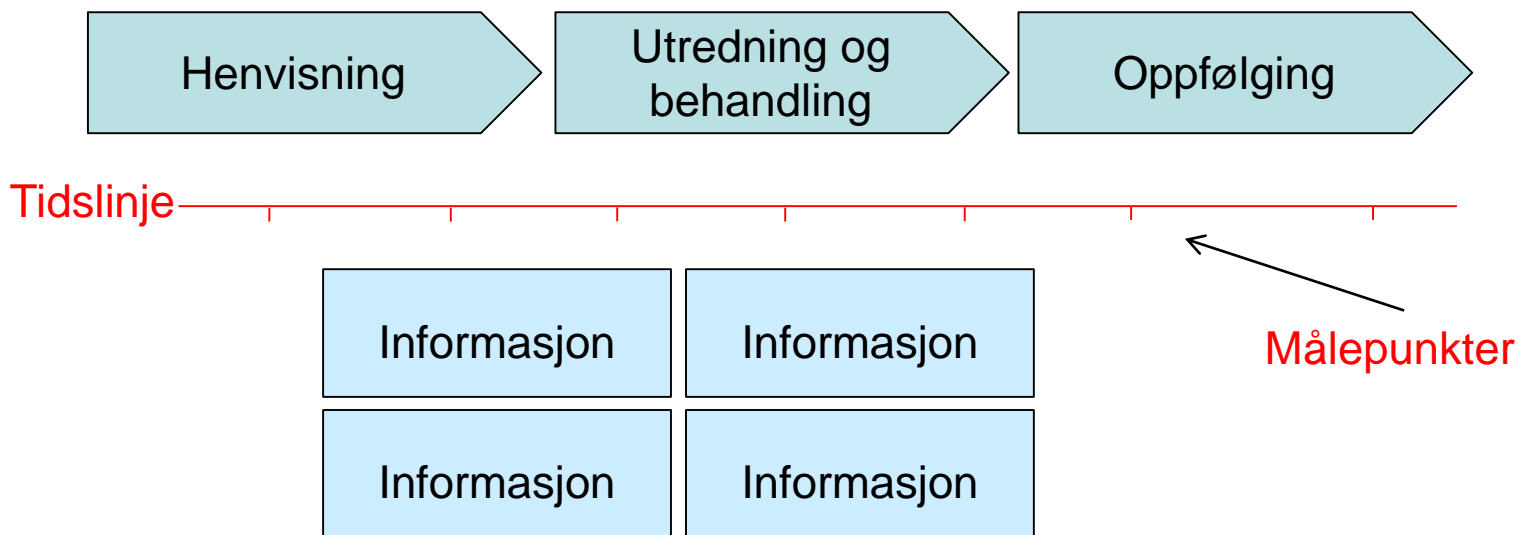 Henvisning
Utredning og
behandling
Oppfølging
Tidslinje
Informasjon
Informasjon
Målepunkter
Informasjon
Informasjon